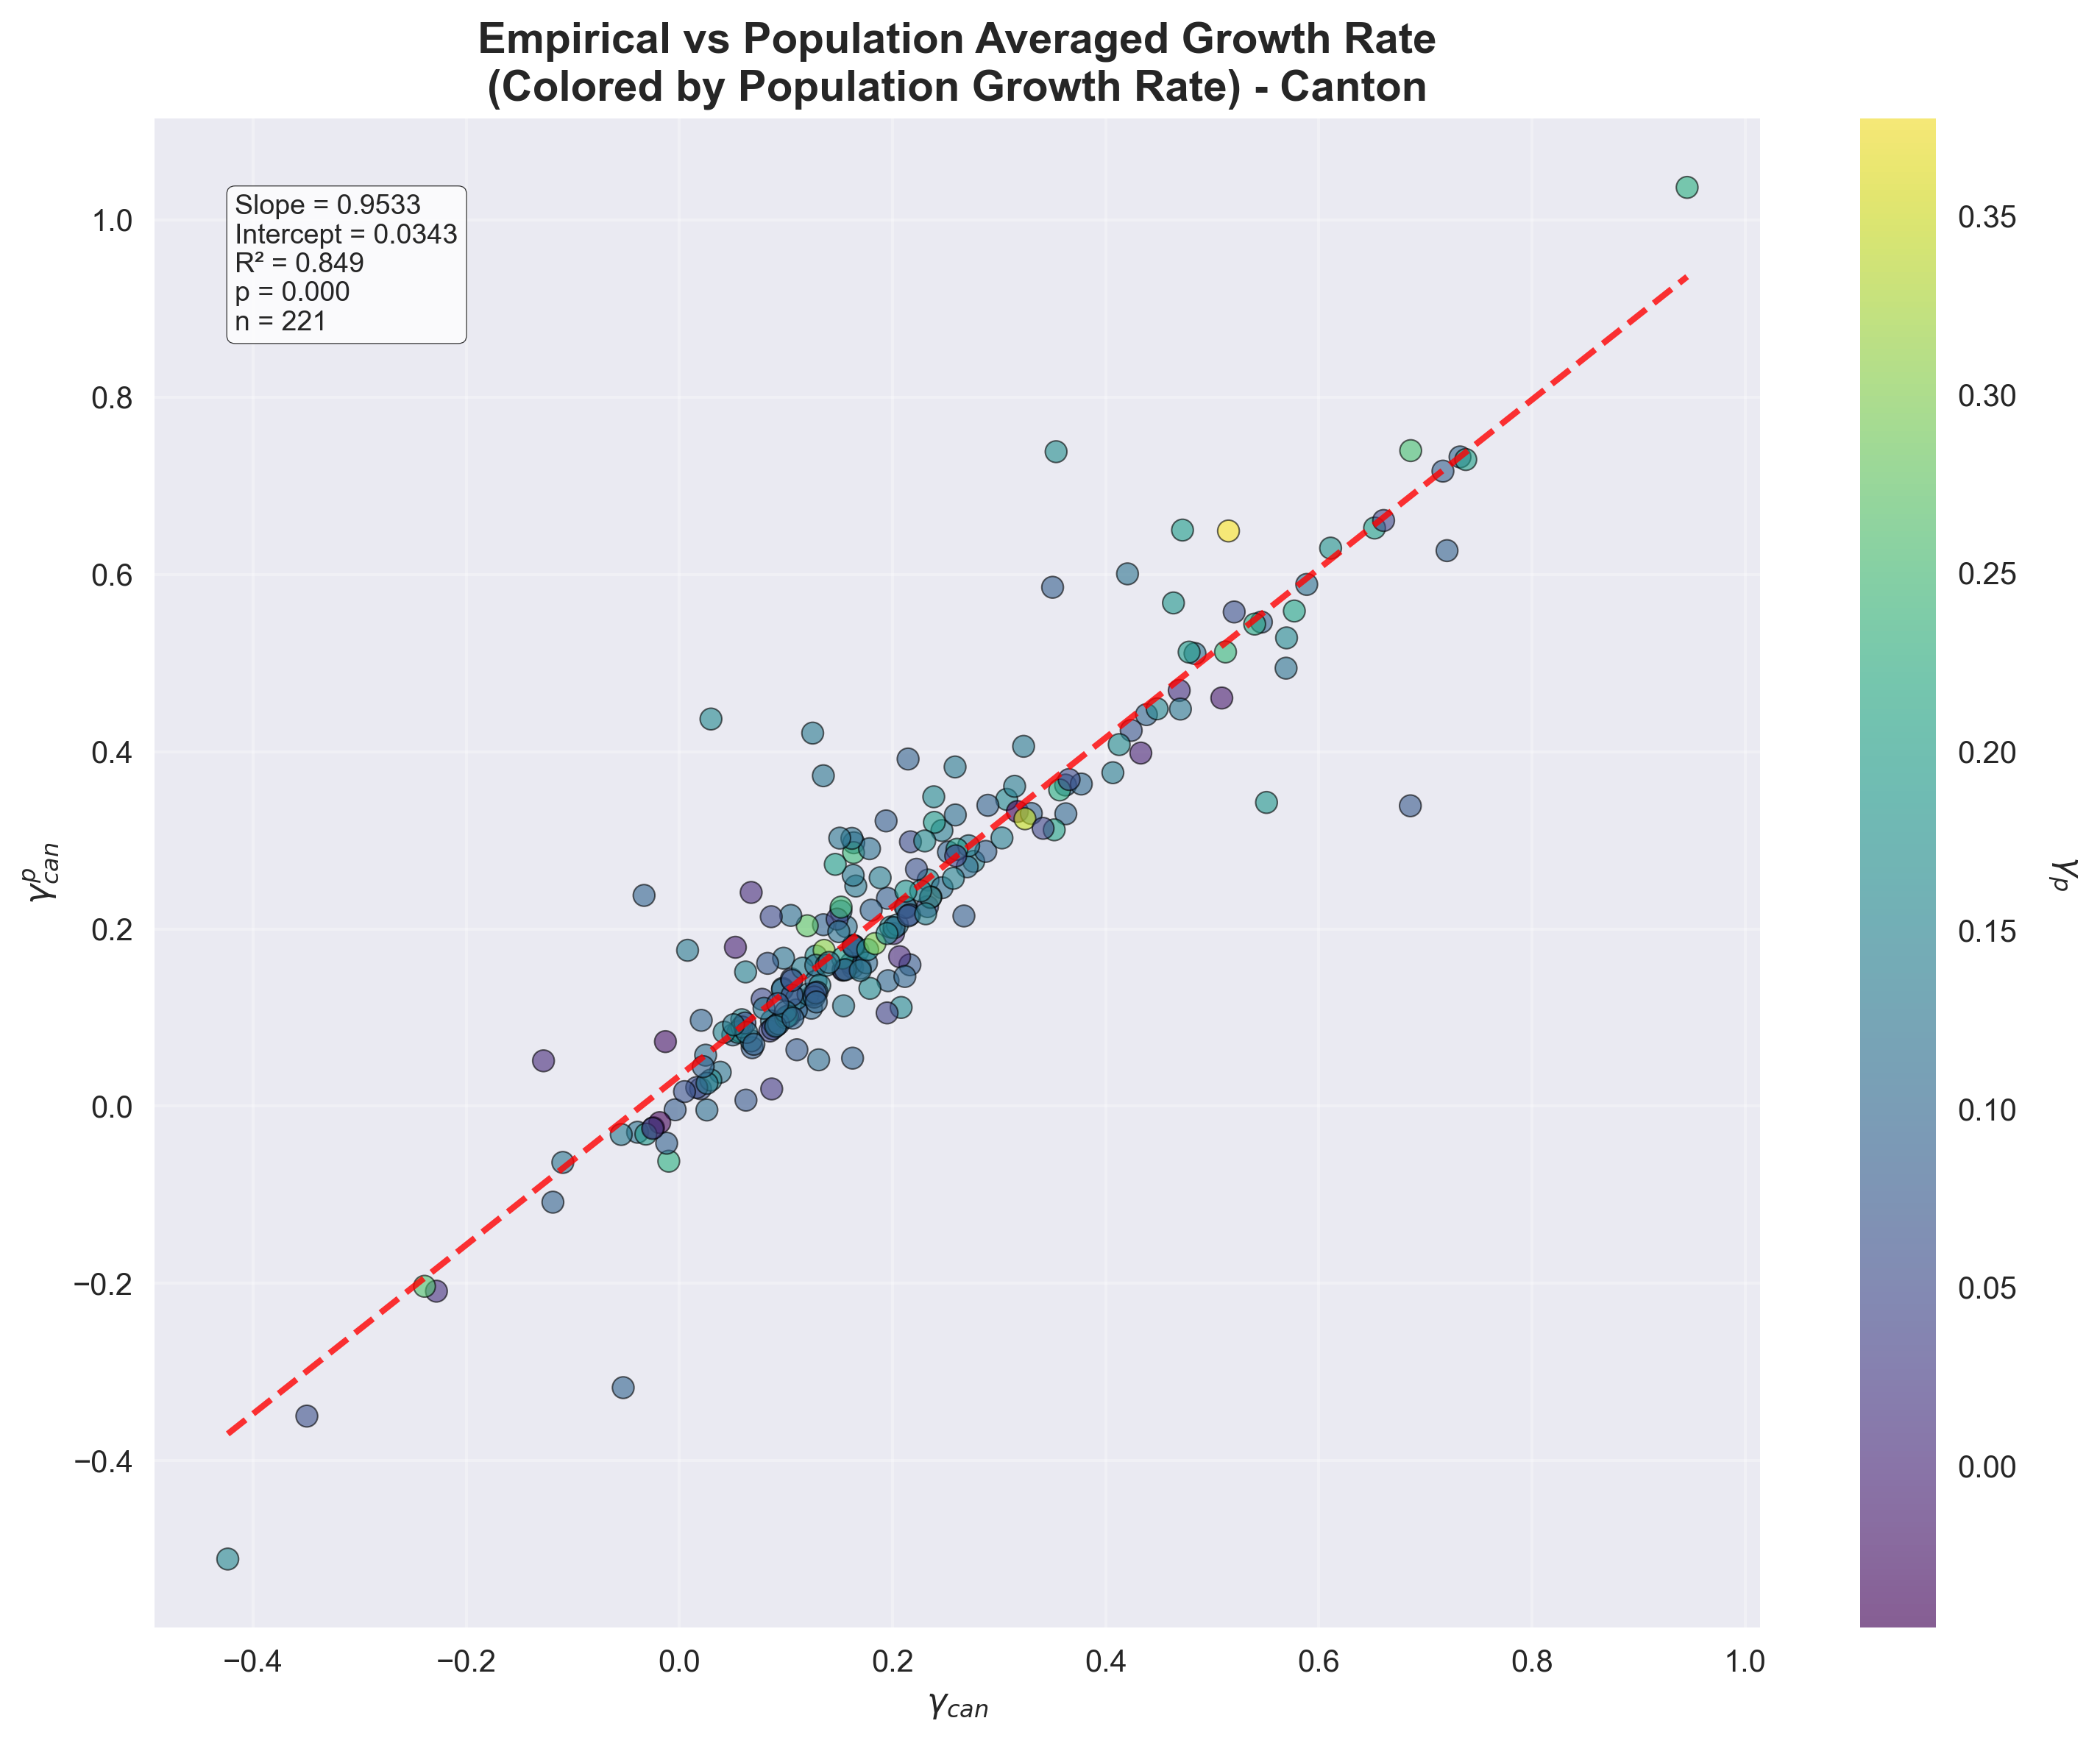 Empirical vs Population Averaged Growth Rate
(Colored by Population Growth Rate) - Canton
Slope = 0.9533
Intercept = 0.0343
R² = 0.849
p = 0.000
n = 221
1.0
0.8
0.6
0.4
0.2
0.0
−0.2
−0.4
γᵖcan
−0.4
−0.2
0.0
0.2
0.4
0.6
0.8
1.0
γcan
0.35
0.30
0.25
0.20
0.15
0.10
0.05
0.00
γp